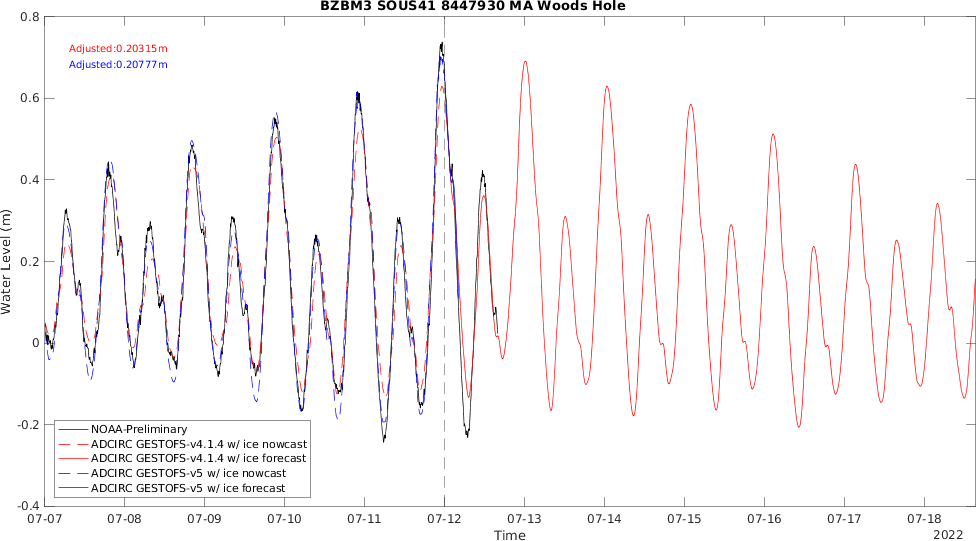 BZBM3 SOUS41 8447930 MA Woods Hole
Adjusted:0.20315m
Adjusted:0.20777m
Water Level (m)
0.8
0.6
0.4
0.2
0
-0.2
-0.4
NOAA-Preliminary
ADCIRC GESTOFS-v4.1.4 w/ ice nowcast
ADCIRC GESTOFS-v4.1.4 w/ ice forecast
ADCIRC GESTOFS-v5 w/ ice nowcast
ADCIRC GESTOFS-v5 w/ ice forecast
07-07 07-08 07-09 07-10 07-11 07-12 07-13 07-14 07-15 07-16 07-17 07-18
Time
2022